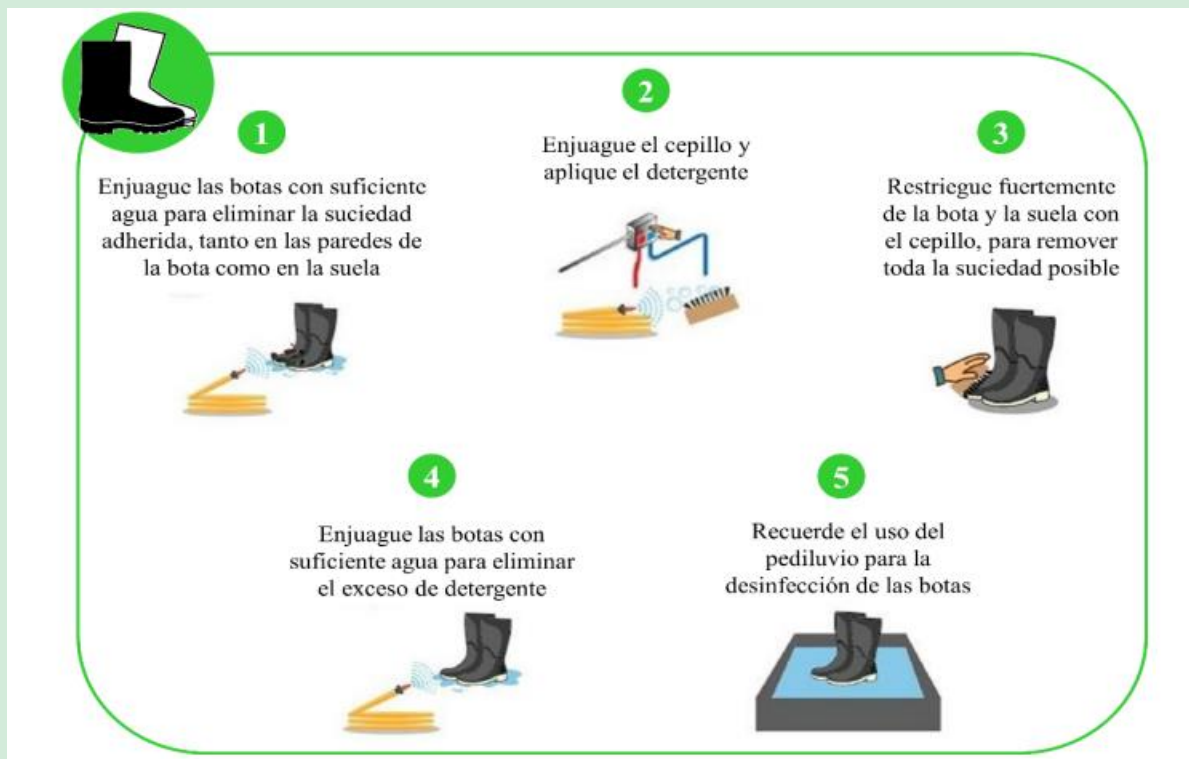 1
Enjuague las botas con suficiente
agua para eliminar la suciedad
adherida, tanto en las paredes de
la bota como en la suela
2
Enjuague el cepillo y
aplique el detergente
3
Restriegue fuertemente
de la bota y la suela con
el cepillo, para remover
toda la suciedad posible
4
Enjuague las botas con
suficiente agua para eliminar
el exceso de detergente
5
Recuerde el uso del
pediluvio para la
desinfección de las botas